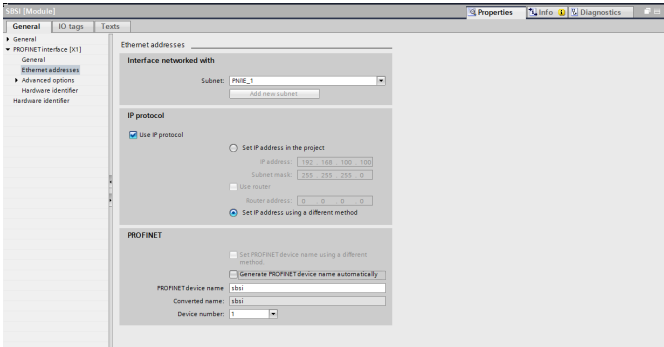 SBSI [Module]
Properties Info Diagnostics
General IO tags Texts
General
PROFINET interface [X1]
General
Ethernet addresses
Advanced options
Hardware identifier
Hardware identifier
Ethernet addresses
Interface networked with
Subnet: PN/IE_1
Add new subnet
IP protocol
Use IP protocol
Set IP address in the project
IP address: 192 . 168 . 100 . 100
Subnet mask: 255 . 255 . 255 . 0
Use router
Router address: 0 . 0 . 0 . 0
Set IP address using a different method
PROFINET
Set PROFINET device name using a different
method.
Generate PROFINET device name automatically
PROFINET device name sbsi
Converted name: sbsi
Device number: 1